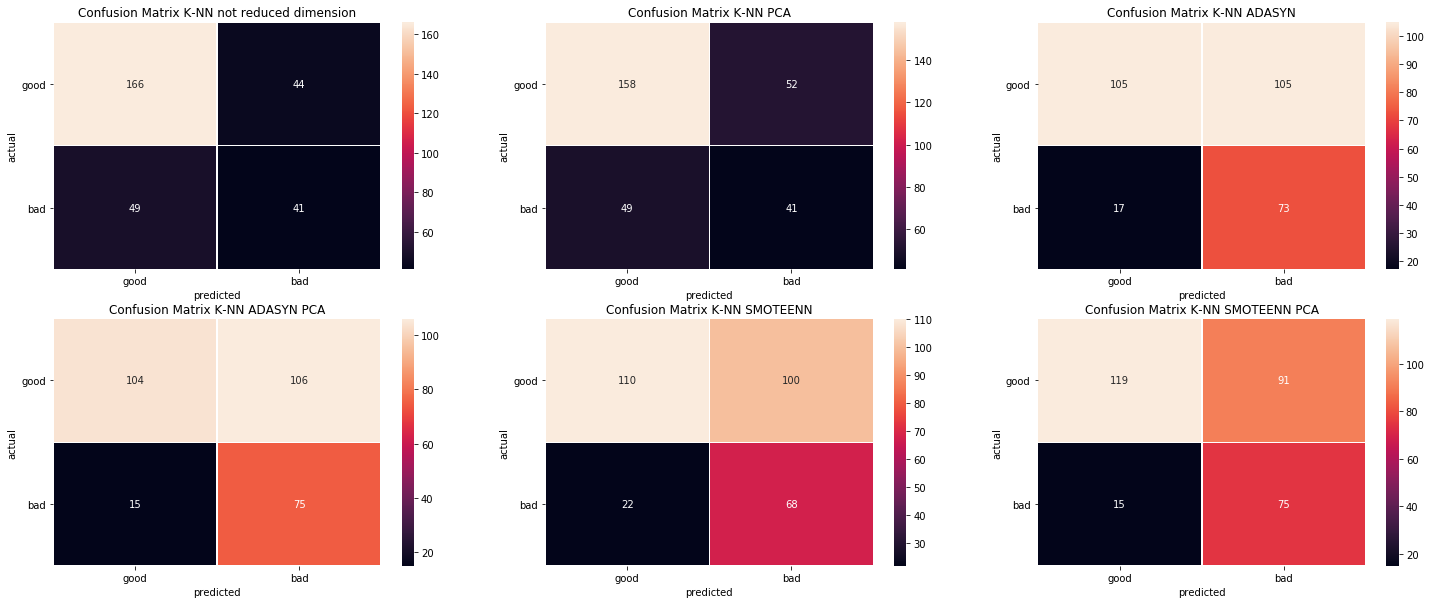 Confusion Matrix K-NN not reduced dimension
good
bad
actual
166
44
49
41
good
bad
predicted
160
140
120
100
80
60
Confusion Matrix K-NN PCA
good
bad
actual
158
52
49
41
good
bad
predicted
140
120
100
80
60
Confusion Matrix K-NN ADASYN
good
bad
actual
105
105
17
73
good
bad
predicted
100
90
80
70
60
50
40
30
20
Confusion Matrix K-NN ADASYN PCA
good
bad
actual
104
106
15
75
good
bad
predicted
100
80
60
40
20
Confusion Matrix K-NN SMOTEENN
good
bad
actual
110
100
22
68
good
bad
predicted
110
100
90
80
70
60
50
40
30
Confusion Matrix K-NN SMOTEENN PCA
good
bad
actual
119
91
15
75
good
bad
predicted
100
80
60
40
20